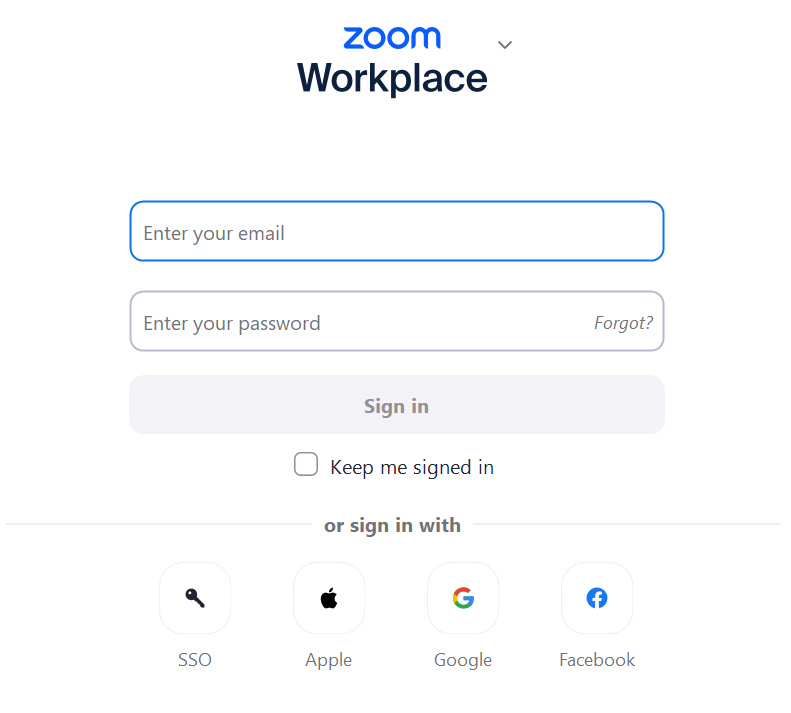 zoom
Workplace
Enter your email
Enter your password Forgot?
Sign in
Keep me signed in
or sign in with
SSO Apple Google Facebook